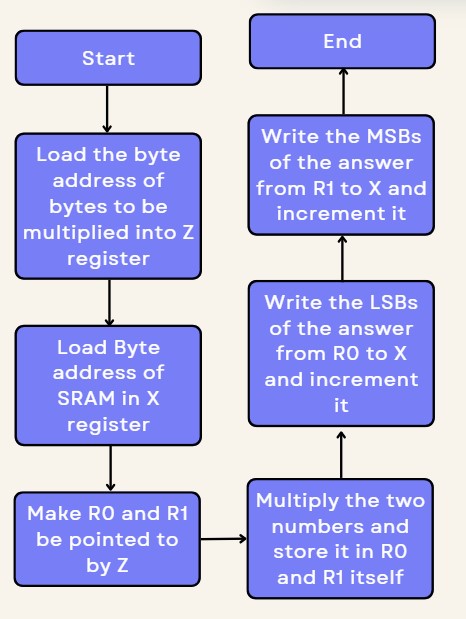 Start
Load the byte
address of
bytes to be
multiplied into Z
register
Load Byte
address of
SRAM in X
register
Make R0 and R1
be pointed to
by Z
Multiply the two
numbers and
store it in R0
and R1 itself
Write the LSBs
of the answer
from R0 to X
and increment
it
Write the MSBs
of the answer
from R1 to X and
increment it
End